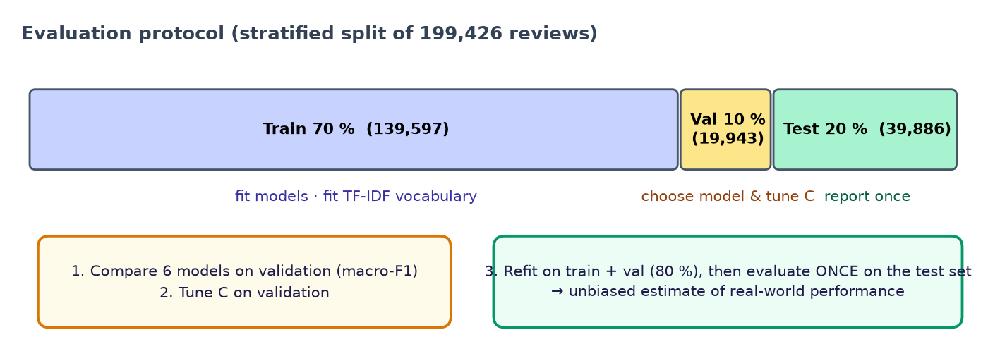 Evaluation protocol (stratified split of 199,426 reviews)
Train 70 % (139,597)
Val 10 %
(19,943)
Test 20 % (39,886)
fit models · fit TF-IDF vocabulary
choose model & tune C
report once
1. Compare 6 models on validation (macro-F1)
2. Tune C on validation
3. Refit on train + val (80 %), then evaluate ONCE on the test set
→ unbiased estimate of real-world performance